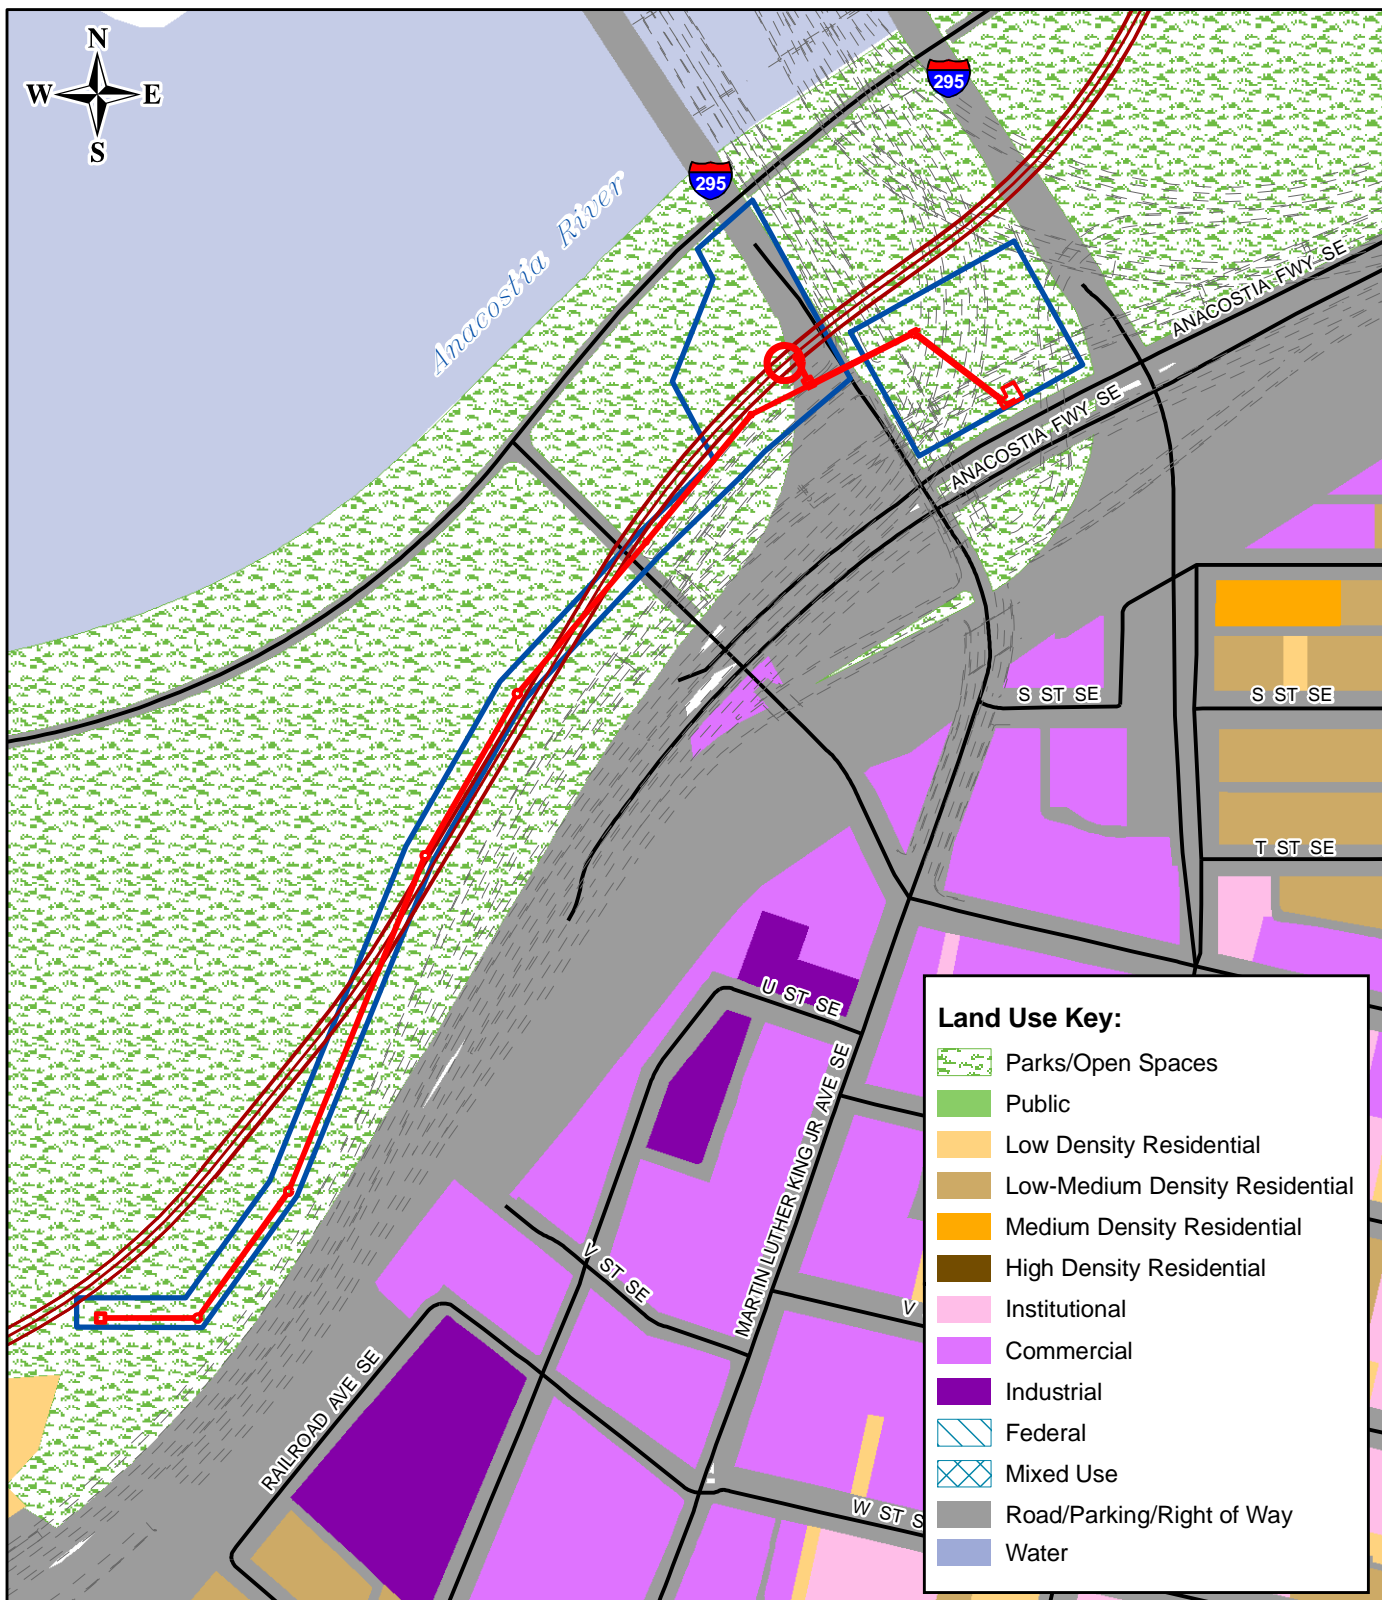 N
W E
S
295
295
Anacostia River
ANACOSTIA FWY SE
ANACOSTIA FWY SE
S ST SE
S ST SE
T ST SE
U ST SE
MARTIN LUTHER KING JR AVE SE
V ST SE
V
RAILROAD AVE SE
W ST S
Land Use Key:
Parks/Open Spaces
Public
Low Density Residential
Low-Medium Density Residential
Medium Density Residential
High Density Residential
Institutional
Commercial
Industrial
Federal
Mixed Use
Road/Parking/Right of Way
Water